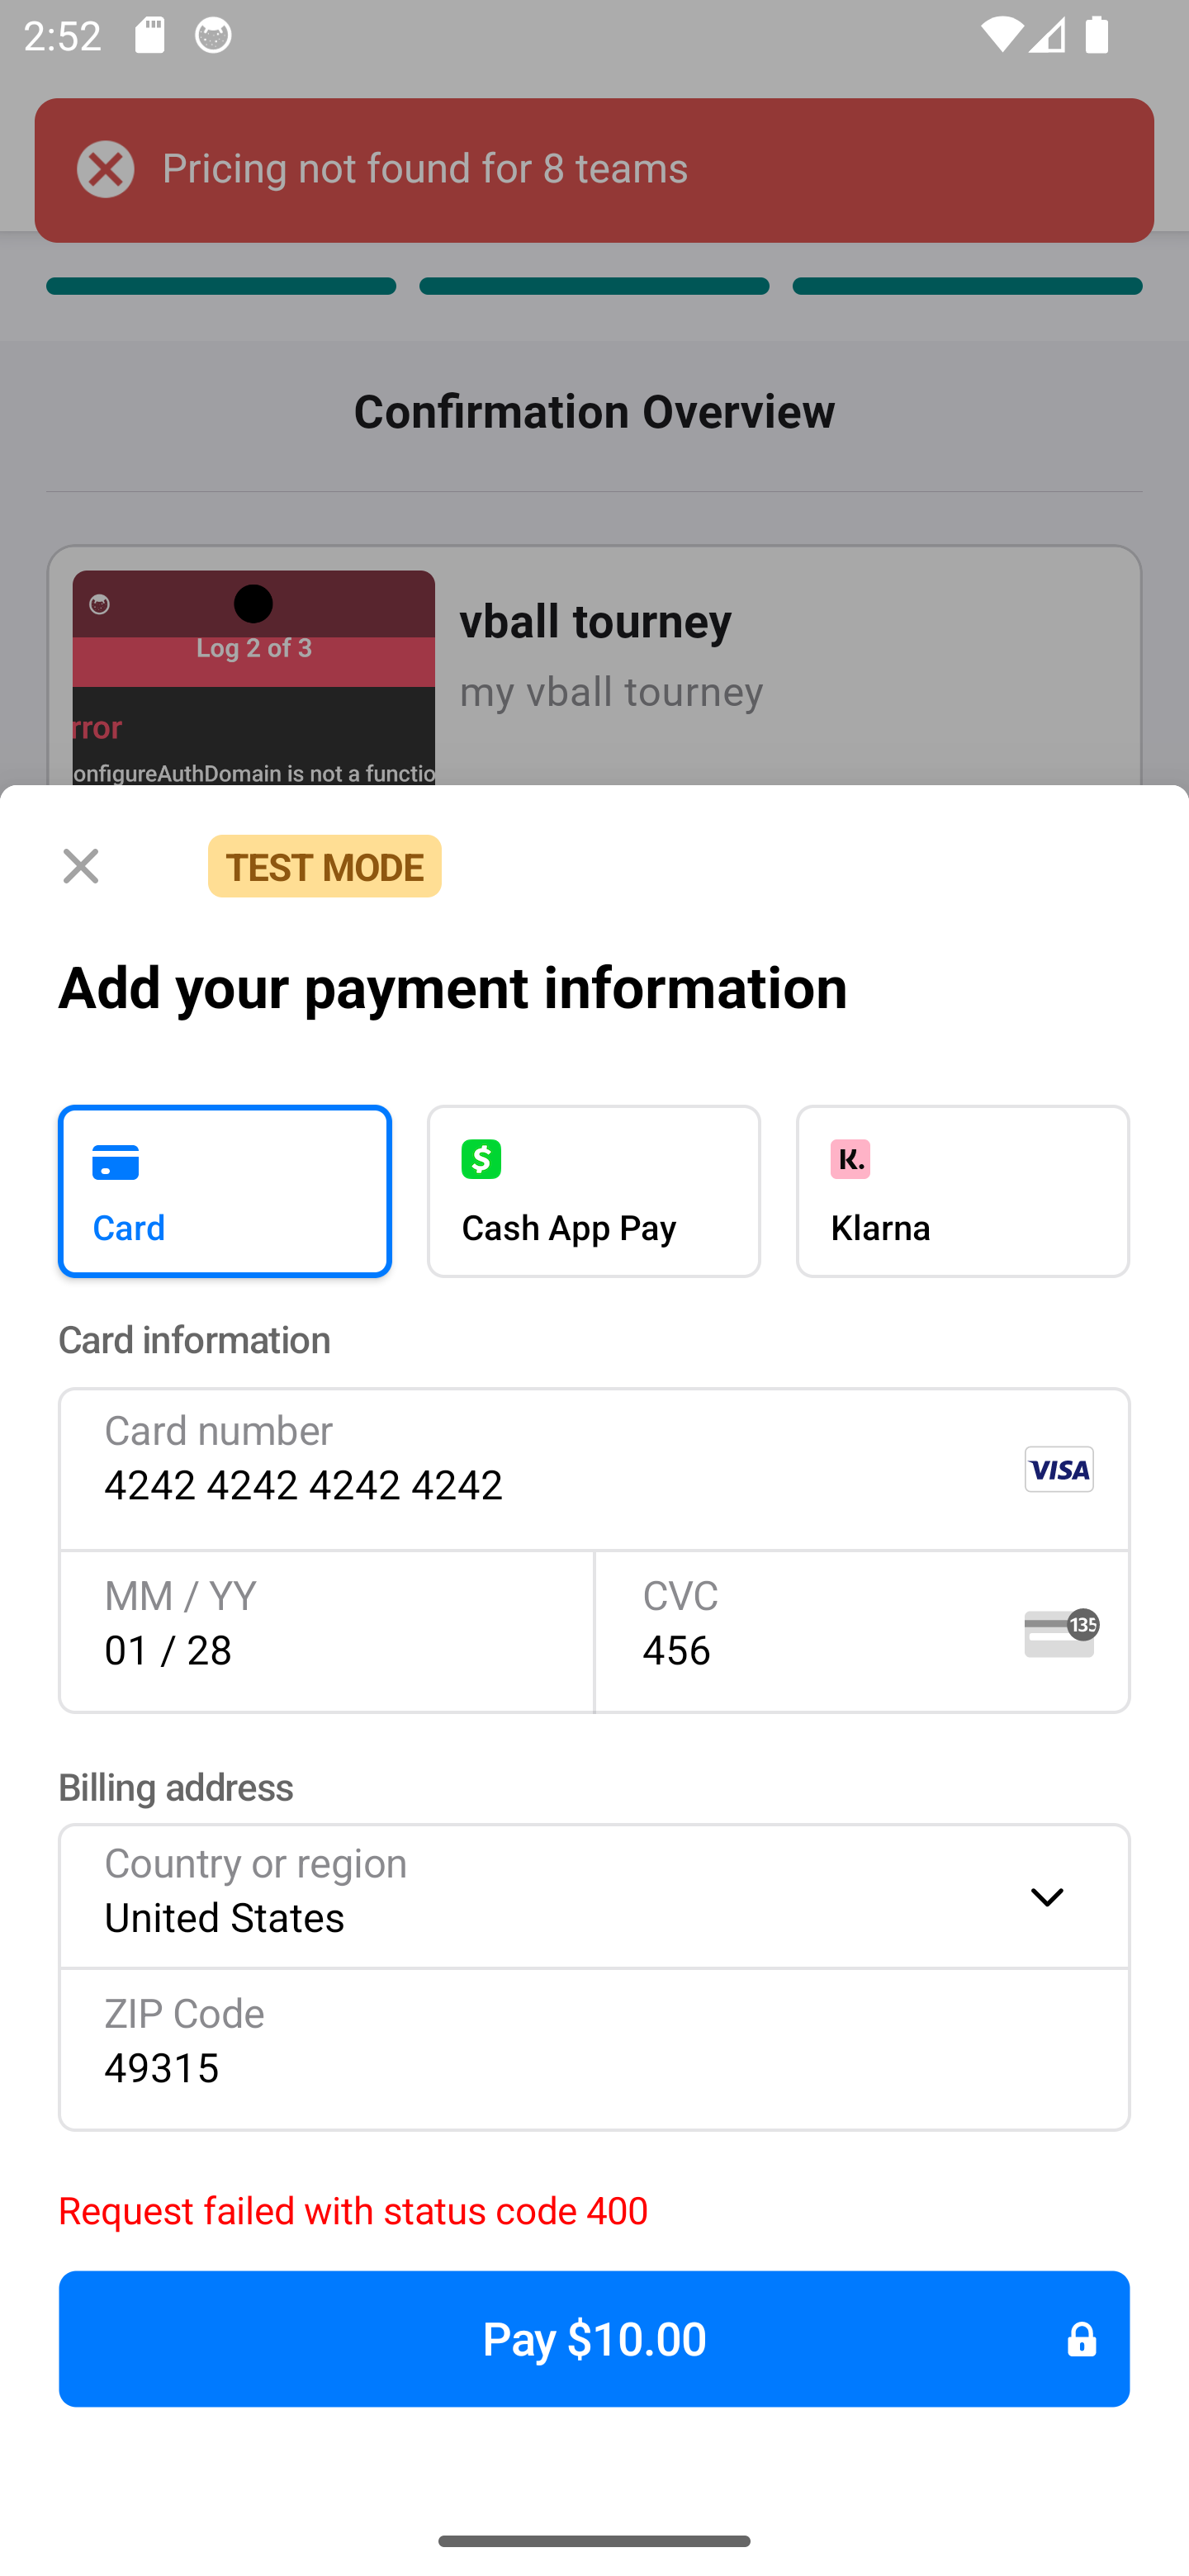 2:52
Pricing not found for 8 teams
Confirmation Overview
Log 2 of 3
rror
onfigureAuthDomain is not a functio
vball tourney
my vball tourney
TEST MODE
Add your payment information
Card
$
Cash App Pay
K.
Klarna
Card information
Card number
4242 4242 4242 4242
VISA
MM / YY
01 / 28
CVC
456
135
Billing address
Country or region
United States
ZIP Code
49315
Request failed with status code 400
Pay $10.00